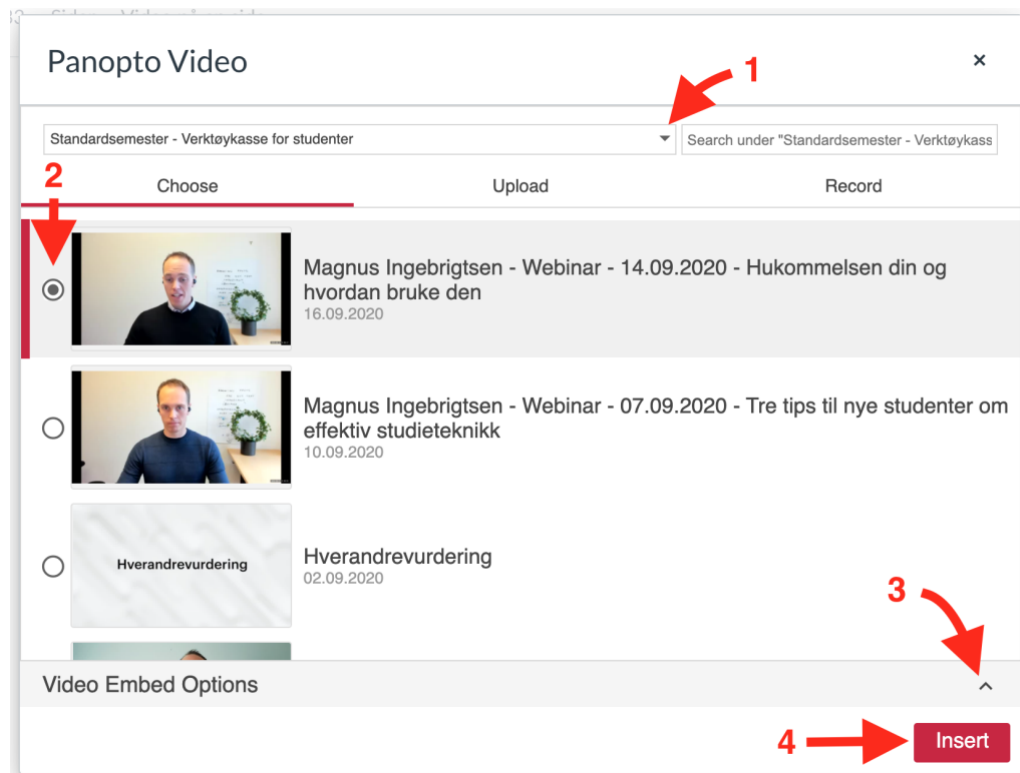 Panopto Video
×
1
Standardsemester - Verktøykasse for studenter
Search under "Standardsemester - Verktøykass
2
Choose
Upload
Record
Magnus Ingebrigtsen - Webinar - 14.09.2020 - Hukommelsen din og
hvordan bruke den
16.09.2020
Magnus Ingebrigtsen - Webinar - 07.09.2020 - Tre tips til nye studenter om
effektiv studieteknikk
10.09.2020
Hverandrevurdering
Hverandrevurdering
02.09.2020
3
Video Embed Options
4
Insert